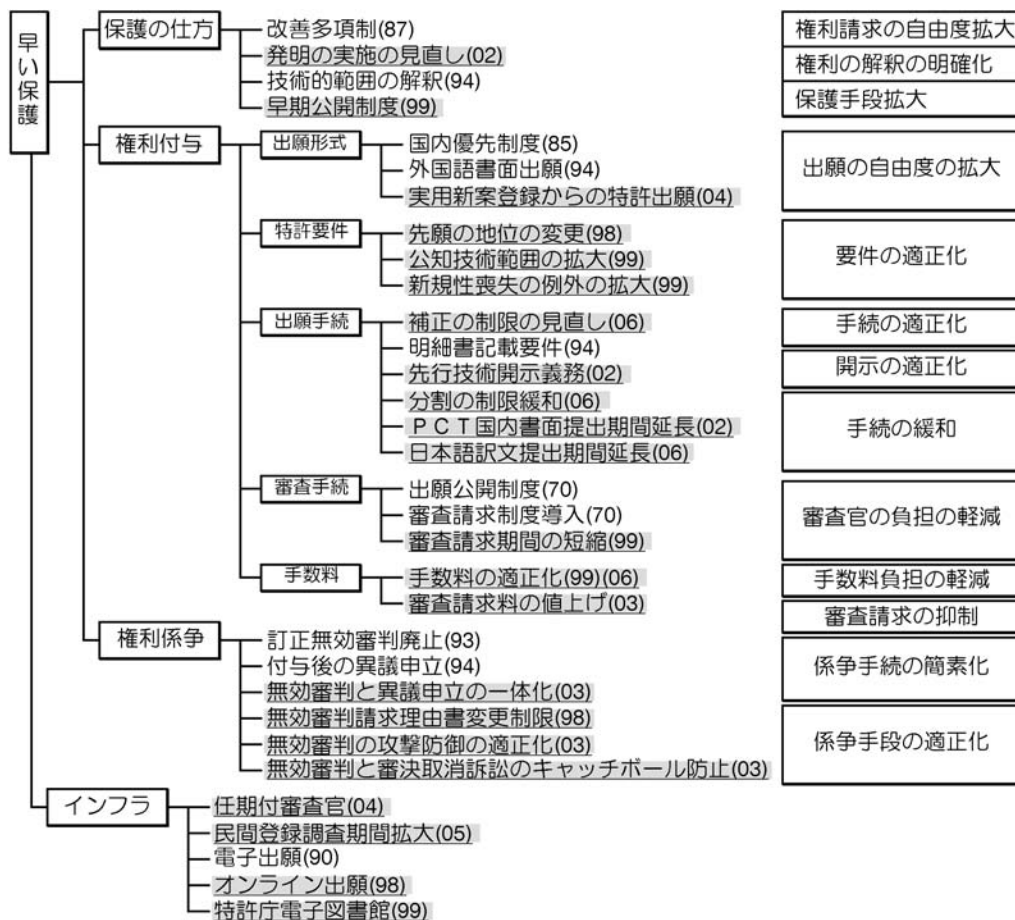 早い保護
保護の仕方
改善多項制(87)
発明の実施の見直し(02)
技術的範囲の解釈(94)
早期公開制度(99)
権利請求の自由度拡大
権利の解釈の明確化
保護手段拡大
権利付与
出願形式
国内優先制度(85)
外国語書面出願(94)
実用新案登録からの特許出願(04)
出願の自由度の拡大
特許要件
先願の地位の変更(98)
公知技術範囲の拡大(99)
新規性喪失の例外の拡大(99)
要件の適正化
出願手続
補正の制限の見直し(06)
明細書記載要件(94)
先行技術開示義務(02)
分割の制限緩和(06)
PCT国内書面提出期間延長(02)
日本語訳文提出期間延長(06)
手続の適正化
開示の適正化
手続の緩和
審査手続
出願公開制度(70)
審査請求制度導入(70)
審査請求期間の短縮(99)
審査官の負担の軽減
手数料
手数料の適正化(99)(06)
審査請求料の値上げ(03)
手数料負担の軽減
審査請求の抑制
権利係争
訂正無効審判廃止(93)
付与後の異議申立(94)
無効審判と異議申立の一体化(03)
無効審判請求理由書変更制限(98)
無効審判の攻撃防御の適正化(03)
無効審判と審決取消訴訟のキャッチボール防止(03)
係争手続の簡素化
係争手段の適正化
インフラ
任期付審査官(04)
民間登録調査期間拡大(05)
電子出願(90)
オンライン出願(98)
特許庁電子図書館(99)